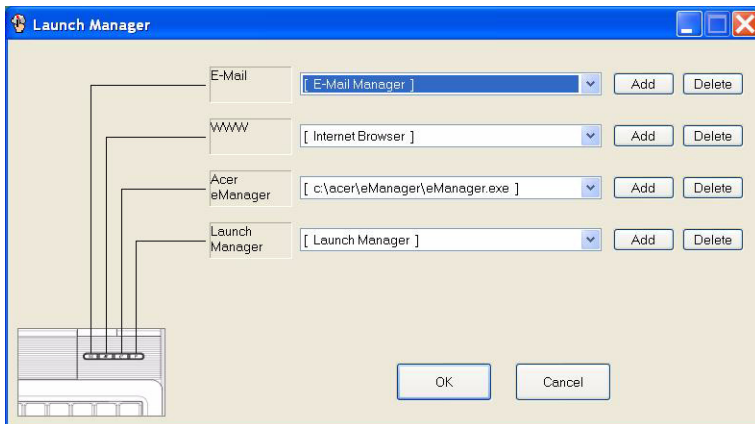 Launch Manager
E-Mail
[ E-Mail Manager ]
Add
Delete
WWW
[ Internet Browser ]
Add
Delete
Acer
eManager
[ c:\acer\eManager\eManager.exe ]
Add
Delete
Launch
Manager
[ Launch Manager ]
Add
Delete
OK
Cancel